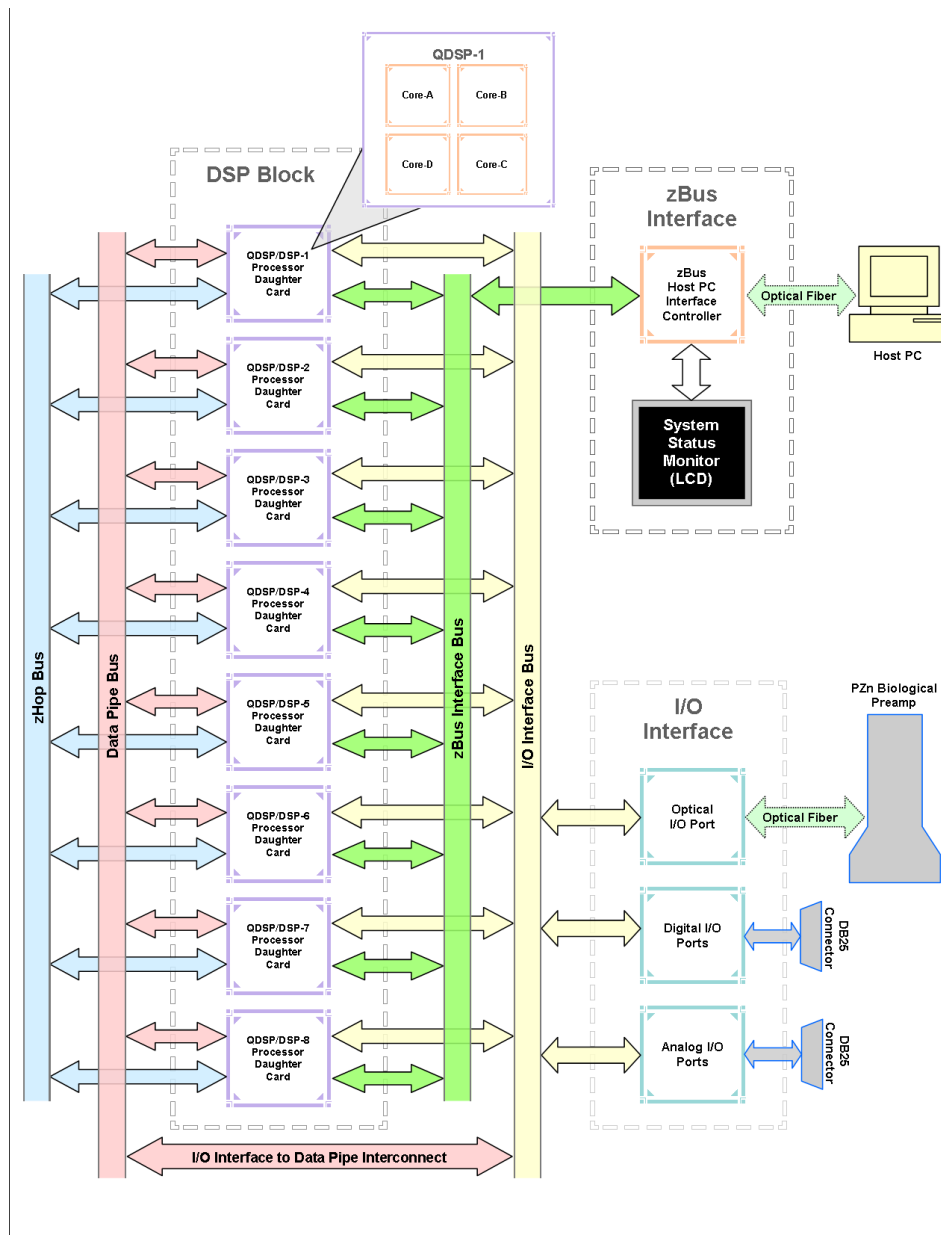 QDSP-1
Core-A
Core-B
Core-D
Core-C
DSP Block
QDSP/DSP-1
Processor
Daughter
Card
QDSP/DSP-2
Processor
Daughter
Card
QDSP/DSP-3
Processor
Daughter
Card
QDSP/DSP-4
Processor
Daughter
Card
QDSP/DSP-5
Processor
Daughter
Card
QDSP/DSP-6
Processor
Daughter
Card
QDSP/DSP-7
Processor
Daughter
Card
QDSP/DSP-8
Processor
Daughter
Card
zHop Bus
Data Pipe Bus
zBus Interface Bus
I/O Interface Bus
I/O Interface to Data Pipe Interconnect
zBus
Interface
zBus
Host PC
Interface
Controller
Optical Fiber
Host PC
System
Status
Monitor
(LCD)
I/O
Interface
PZn Biological
Preamp
Optical
I/O Port
Optical Fiber
Digital I/O
Ports
DB25
Connector
Analog I/O
Ports
DB25
Connector